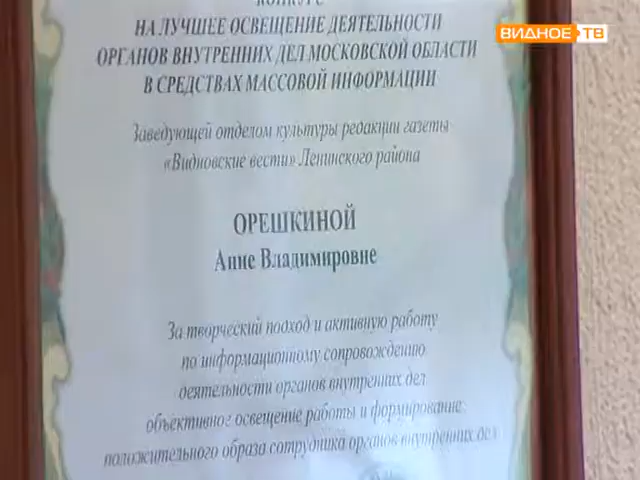 КОНКУРС
НА ЛУЧШЕЕ ОСВЕЩЕНИЕ ДЕЯТЕЛЬНОСТИ
ОРГАНОВ ВНУТРЕННИХ ДЕЛ МОСКОВСКОЙ ОБЛАСТИ
В СРЕДСТВАХ МАССОВОЙ ИНФОРМАЦИИ
Заведующей отделом культуры редакции газеты
«Видновские вести» Ленинского района
ОРЕШКИНОЙ
Анне Владимировне
За творческий подход и активную работу
по информационному сопровождению
деятельности органов внутренних дел
объективное освещение работы и формирование
положительного образа сотрудника органов внутренних дел
ВИДНОЕ ТВ